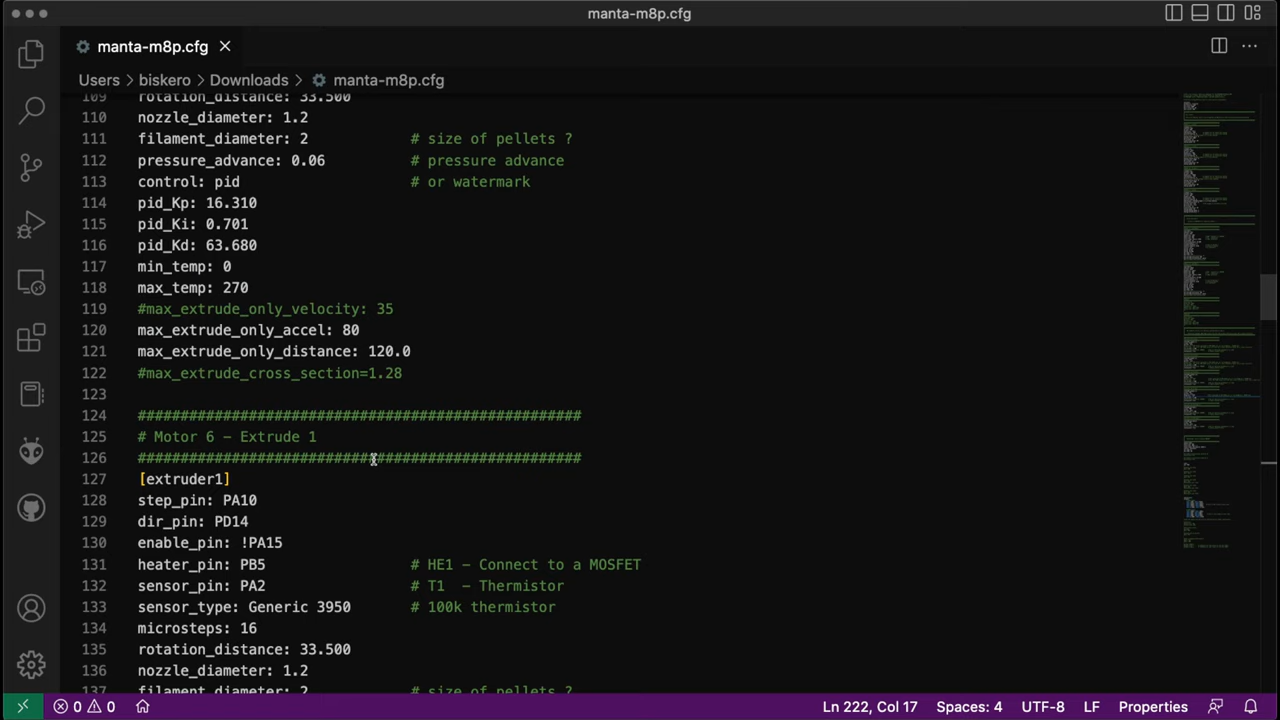 manta-m8p.cfg
manta-m8p.cfg
Users > biskero > Downloads > manta-m8p.cfg
109 rotation_distance: 33.500
110 nozzle_diameter: 1.2
111 filament_diameter: 2 # size of pellets ?
112 pressure_advance: 0.06 # pressure advance
113 control: pid # or watermark
114 pid_Kp: 16.310
115 pid_Ki: 0.701
116 pid_Kd: 63.680
117 min_temp: 0
118 max_temp: 270
119 #max_extrude_only_velocity: 35
120 max_extrude_only_accel: 80
121 max_extrude_only_distance: 120.0
122 #max_extrude_cross_section=1.28
123
124 ####################################################
125 # Motor 6 – Extrude 1
126 ####################################################
127 [extruder1]
128 step_pin: PA10
129 dir_pin: PD14
130 enable_pin: !PA15
131 heater_pin: PB5 # HE1 – Connect to a MOSFET
132 sensor_pin: PA2 # T1 – Thermistor
133 sensor_type: Generic 3950 # 100k thermistor
134 microsteps: 16
135 rotation_distance: 33.500
136 nozzle_diameter: 1.2
137 filament_diameter: 2 # size of pellets ?
0 0 Ln 222, Col 17 Spaces: 4 UTF-8 LF Properties